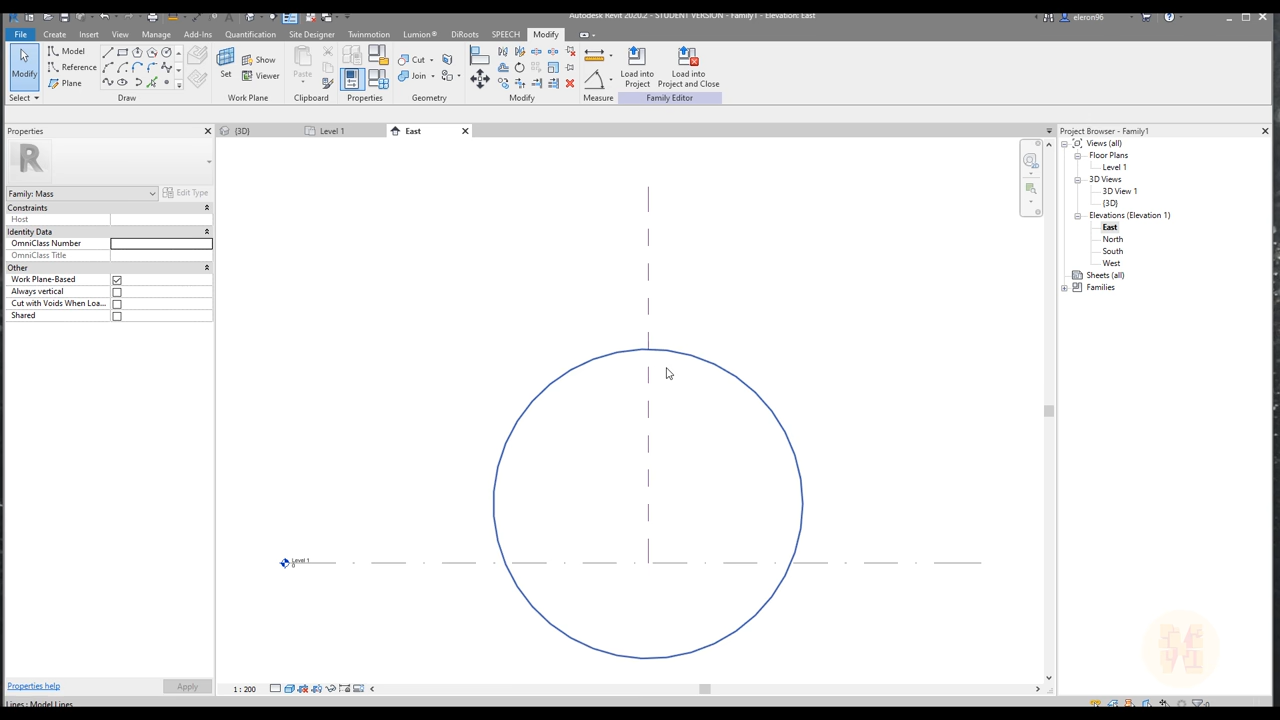 Autodesk Revit 2020.2 - STUDENT VERSION - Family1 - Elevation: East
eleron96
File Create Insert View Manage Add-Ins Quantification Site Designer Twinmotion Lumion® DiRoots SPEECH Modify
Modify
Model
Reference
Plane
Set
Show
Viewer
Paste
Cut
Join
Load into
Project
Load into
Project and Close
Select Draw Work Plane Clipboard Properties Geometry Modify Measure Family Editor
Properties
{3D}
Level 1
East
Project Browser - Family1
Family: Mass
Edit Type
Constraints
Host
Identity Data
OmniClass Number
OmniClass Title
Other
Work Plane-Based
Always vertical
Cut with Voids When Loa...
Shared
Views (all)
Floor Plans
Level 1
3D Views
3D View 1
{3D}
Elevations (Elevation 1)
East
North
South
West
Sheets (all)
Families
Level 1
0
Properties help
Apply
1 : 200
Lines : Model Lines